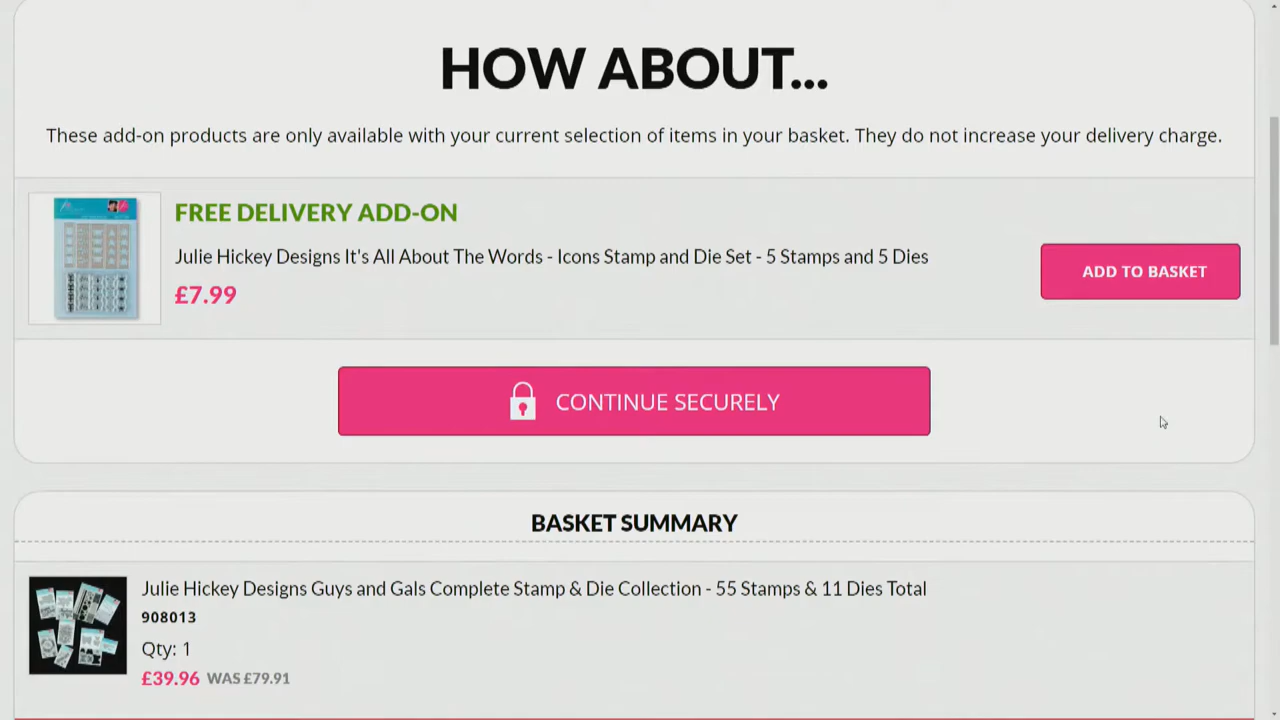 HOW ABOUT...
These add-on products are only available with your current selection of items in your basket. They do not increase your delivery charge.
FREE DELIVERY ADD-ON
Julie Hickey Designs It's All About The Words - Icons Stamp and Die Set - 5 Stamps and 5 Dies
£7.99
ADD TO BASKET
CONTINUE SECURELY
BASKET SUMMARY
Julie Hickey Designs Guys and Gals Complete Stamp & Die Collection - 55 Stamps & 11 Dies Total
908013
Qty: 1
£39.96 WAS £79.91